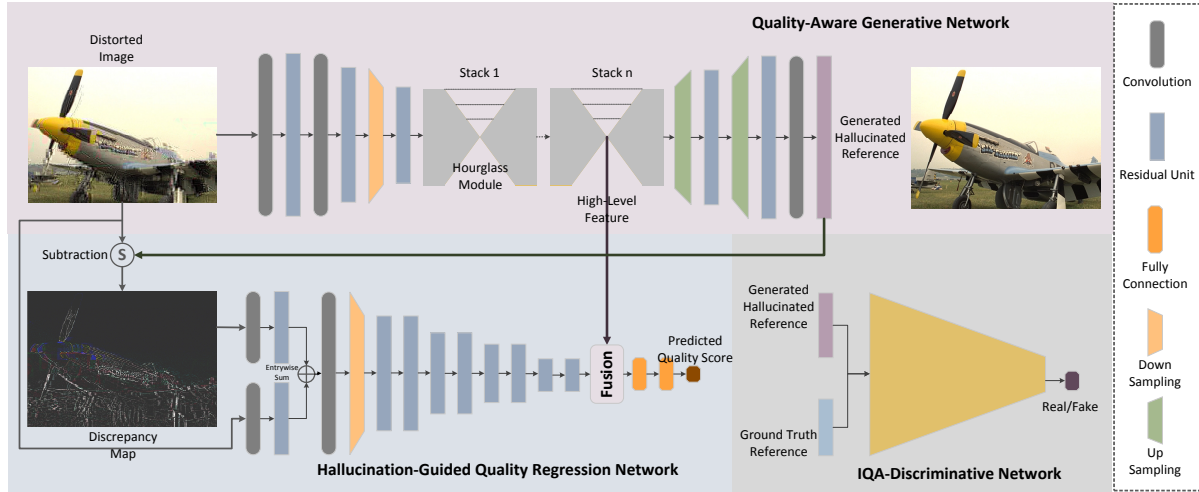 Quality-Aware Generative Network
Distorted
Image
Stack 1
Stack n
Hourglass
Module
High-Level
Feature
Generated
Hallucinated
Reference
Subtraction
S
Discrepancy
Map
Entrywise
Sum
Fusion
Predicted
Quality Score
Hallucination-Guided Quality Regression Network
Generated
Hallucinated
Reference
Ground Truth
Reference
Real/Fake
IQA-Discriminative Network
Convolution
Residual Unit
Fully
Connection
Down
Sampling
Up
Sampling